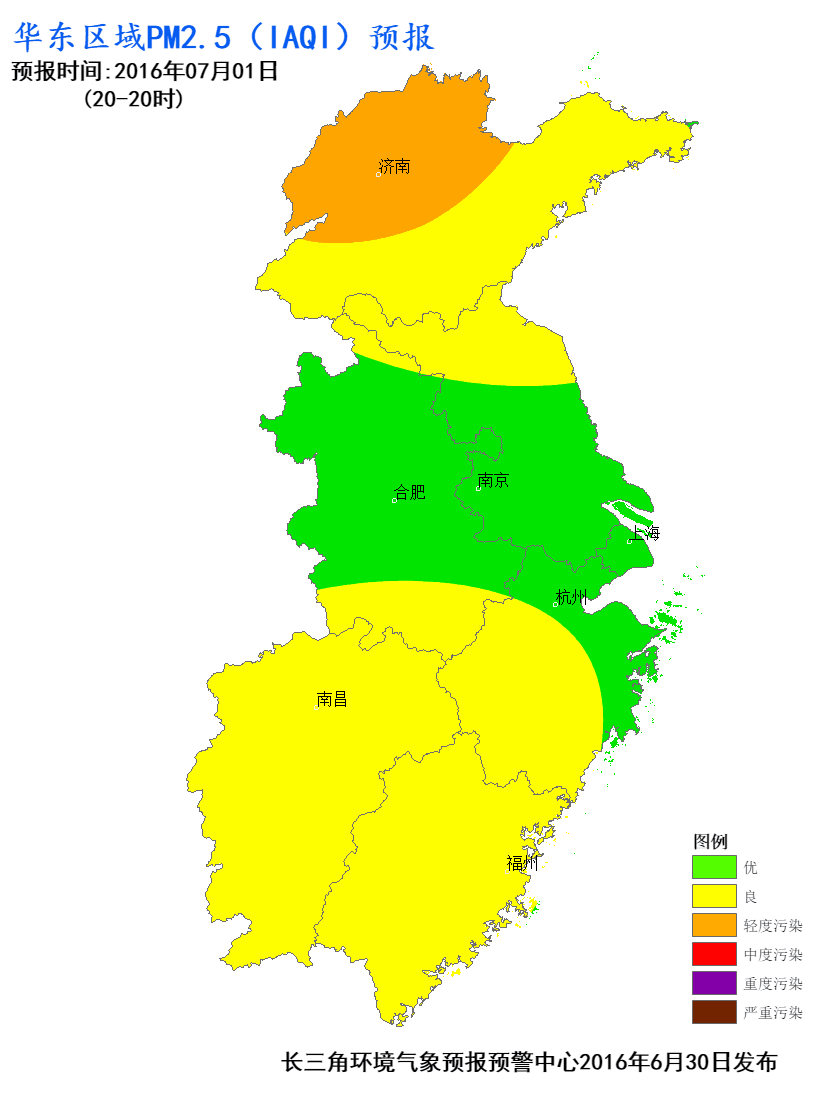 华东区域PM2.5（IAQI）预报
预报时间:2016年07月01日
(20-20时)
济南
合肥
南京
上海
杭州
南昌
福州
图例
优
良
轻度污染
中度污染
重度污染
严重污染
长三角环境气象预报预警中心2016年6月30日发布